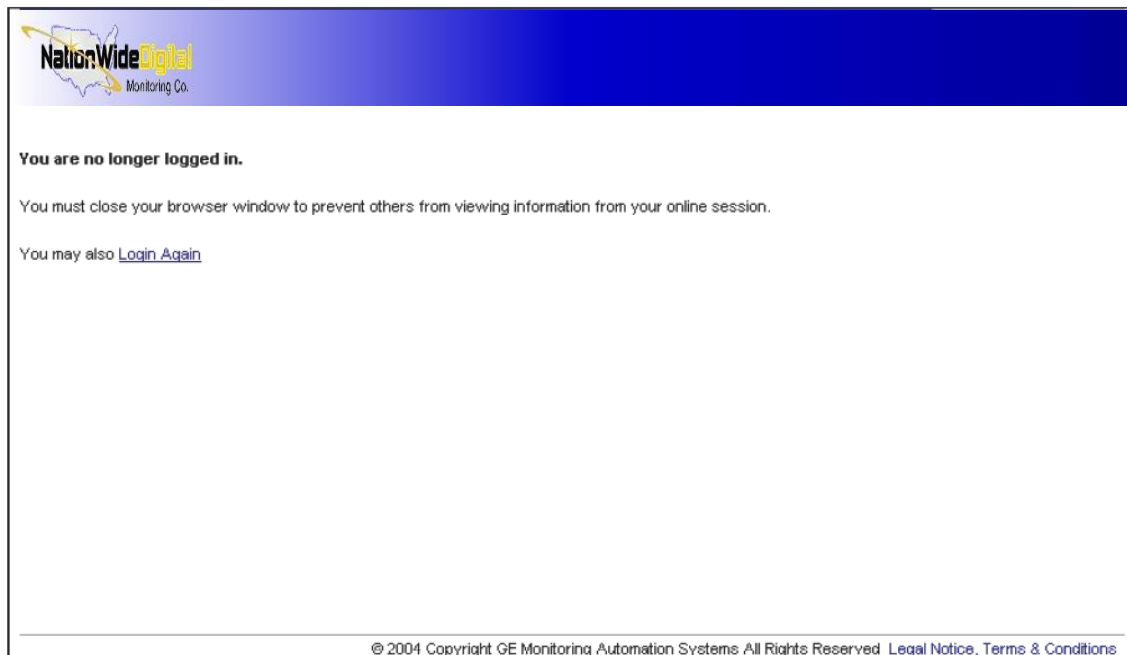 NationWideDigital
Monitoring Co.
You are no longer logged in.
You must close your browser window to prevent others from viewing information from your online session.
You may also Login Again
© 2004 Copyright GE Monitoring Automation Systems All Rights Reserved Legal Notice, Terms & Conditions